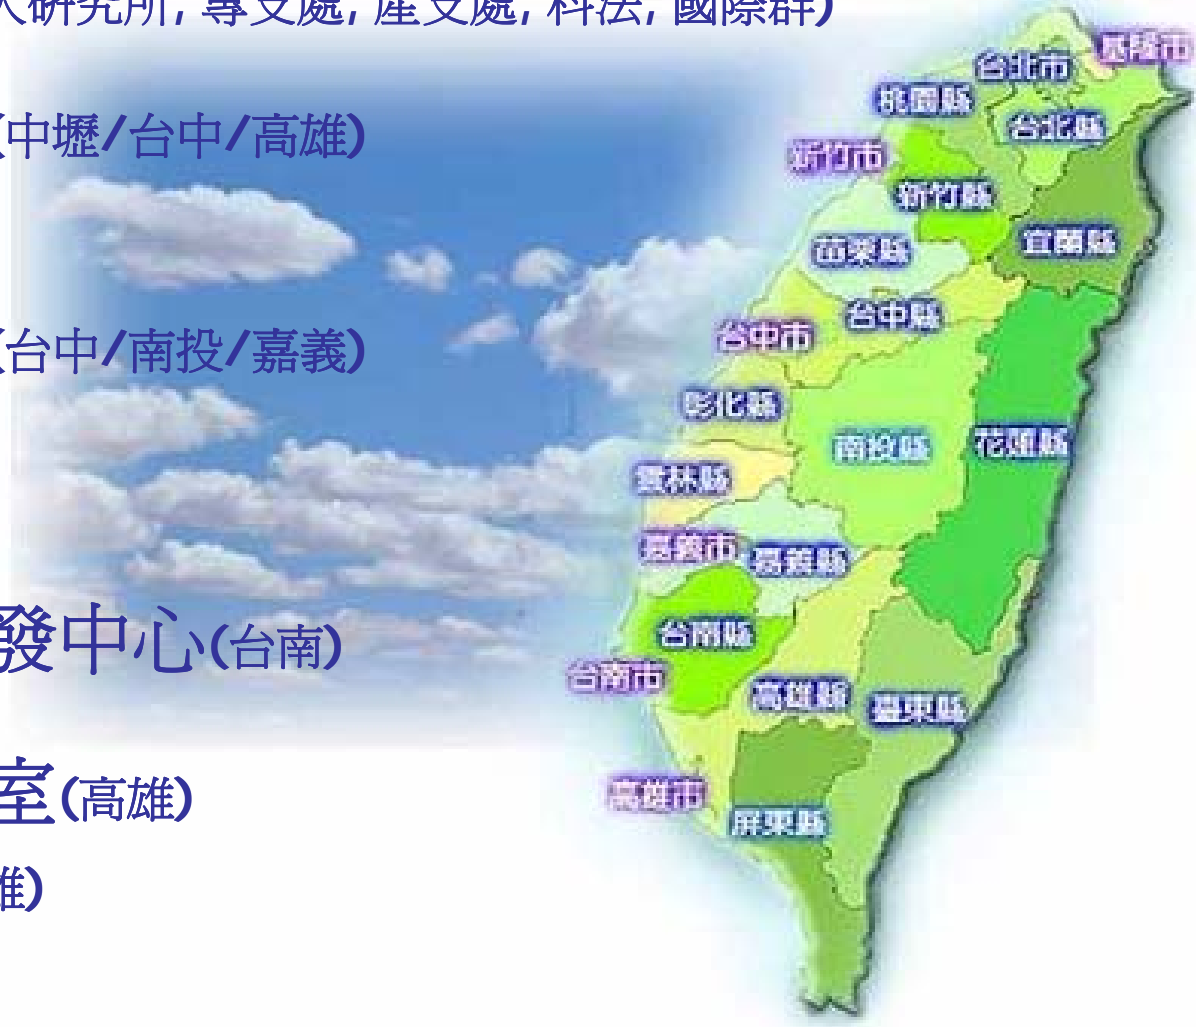 研究所, 專支處, 產支處, 科法, 國際群)
(中壢/台中/高雄)
(台中/南投/嘉義)
發中心(台南)
室(高雄)
雄)
基隆市
台北市
桃園縣
台北縣
新竹市
新竹縣
宜蘭縣
苗栗縣
台中縣
台中市
彰化縣
南投縣
花蓮縣
雲林縣
嘉義市
嘉義縣
台南縣
台南市
高雄縣
臺東縣
高雄市
屏東縣